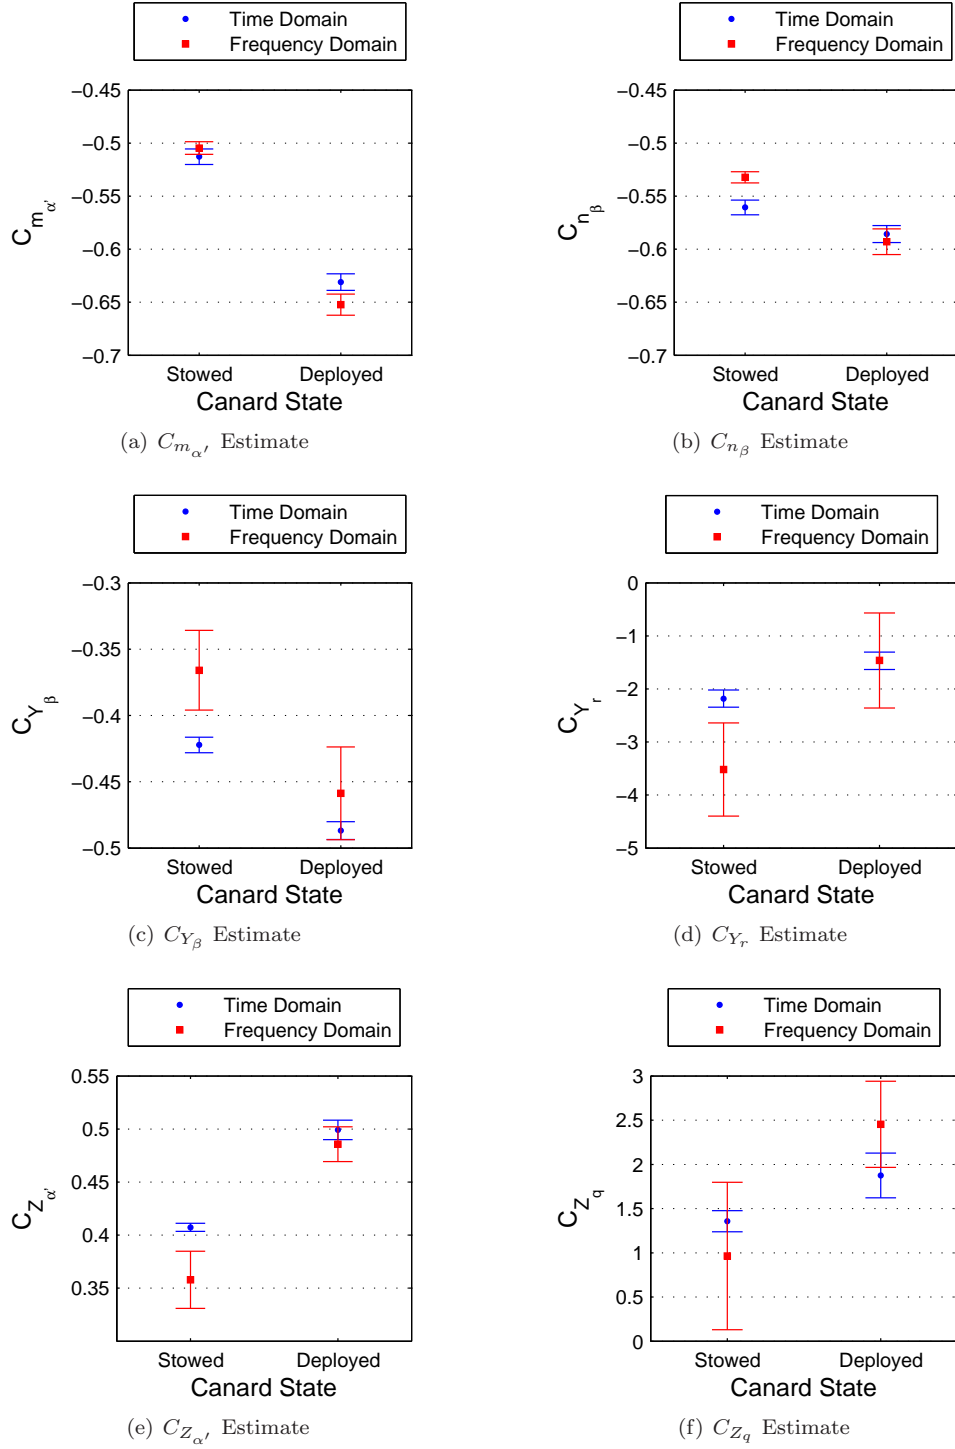 Time Domain
Frequency Domain
−0.45
−0.5
−0.55
−0.6
−0.65
−0.7
C_{m_{α'}}
Stowed Deployed
Canard State
(a) C_{m_{α'}} Estimate
Time Domain
Frequency Domain
−0.45
−0.5
−0.55
−0.6
−0.65
−0.7
C_{n_β}
Stowed Deployed
Canard State
(b) C_{n_β} Estimate
Time Domain
Frequency Domain
−0.3
−0.35
−0.4
−0.45
−0.5
C_{Y_β}
Stowed Deployed
Canard State
(c) C_{Y_β} Estimate
Time Domain
Frequency Domain
0
−1
−2
−3
−4
−5
C_{Y_r}
Stowed Deployed
Canard State
(d) C_{Y_r} Estimate
Time Domain
Frequency Domain
0.55
0.5
0.45
0.4
0.35
C_{Z_{α'}}
Stowed Deployed
Canard State
(e) C_{Z_{α'}} Estimate
Time Domain
Frequency Domain
3
2.5
2
1.5
1
0.5
0
C_{Z_q}
Stowed Deployed
Canard State
(f) C_{Z_q} Estimate